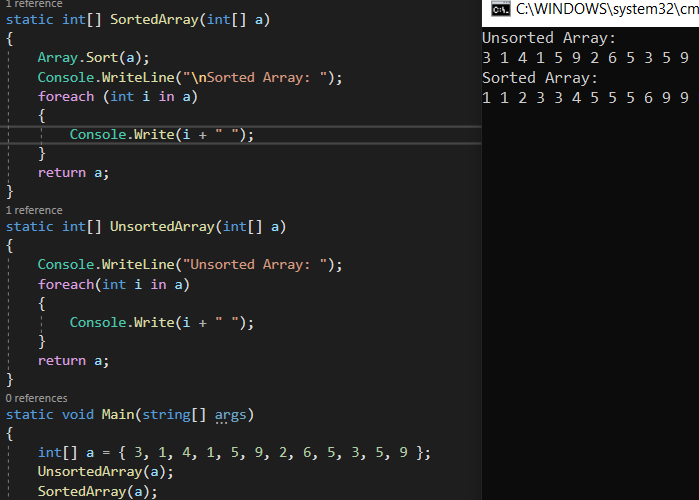 1 reference
static int[] SortedArray(int[] a)
{
Array.Sort(a);
Console.WriteLine("\nSorted Array: ");
foreach (int i in a)
{
Console.Write(i + " ");
}
return a;
}
1 reference
static int[] UnsortedArray(int[] a)
{
Console.WriteLine("Unsorted Array: ");
foreach(int i in a)
{
Console.Write(i + " ");
}
return a;
}
0 references
static void Main(string[] args)
{
int[] a = { 3, 1, 4, 1, 5, 9, 2, 6, 5, 3, 5, 9 };
UnsortedArray(a);
SortedArray(a);
C:\WINDOWS\system32\cm
Unsorted Array:
3 1 4 1 5 9 2 6 5 3 5 9
Sorted Array:
1 1 2 3 3 4 5 5 5 6 9 9